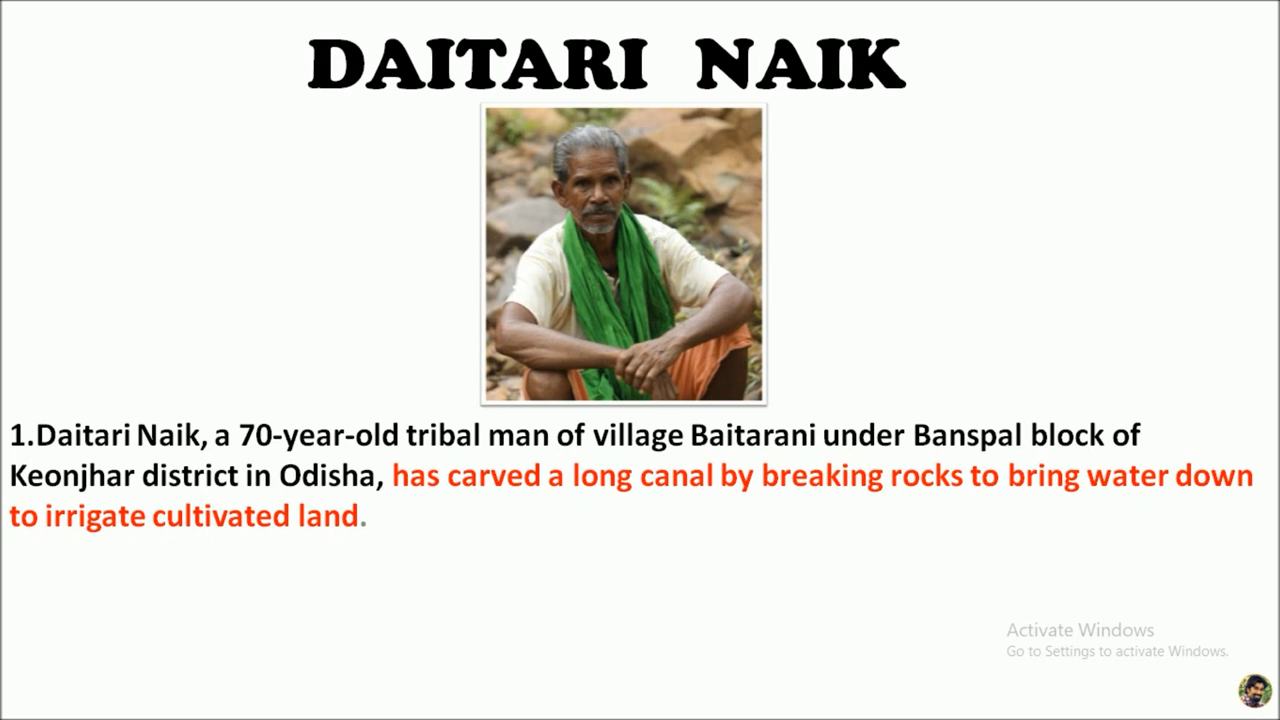 DAITARI NAIK
1.Daitari Naik, a 70-year-old tribal man of village Baitarani under Banspal block of
Keonjhar district in Odisha, has carved a long canal by breaking rocks to bring water down
to irrigate cultivated land.
Activate Windows
Go to Settings to activate Windows.